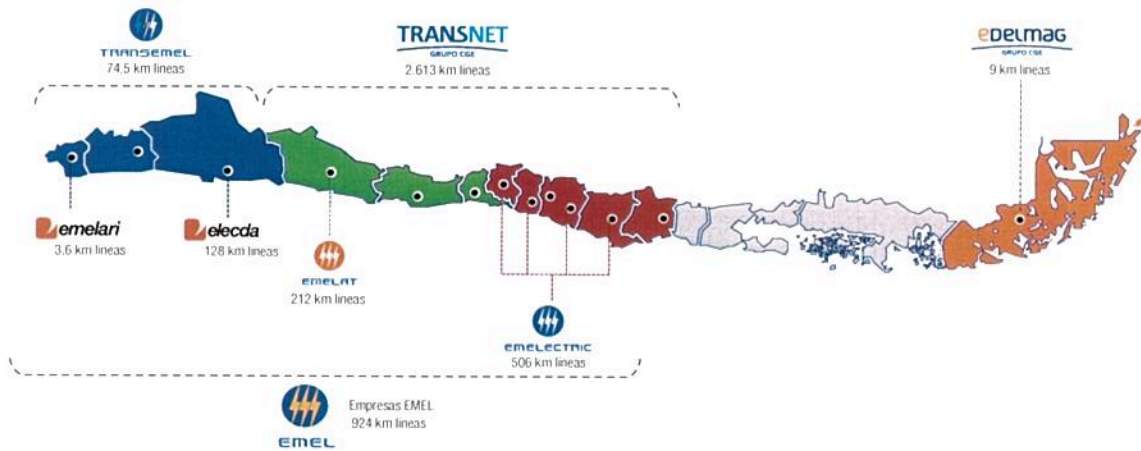 TRANSEMEL
74.5 km lineas
TRANSNET
GRUPO CGE
2.613 km lineas
eDELMAG
GRUPO CGE
9 km lineas
emelari
3.6 km lineas
elecda
128 km lineas
EMELAT
212 km lineas
EMELECTRIC
506 km lineas
EMEL
Empresas EMEL
924 km lineas